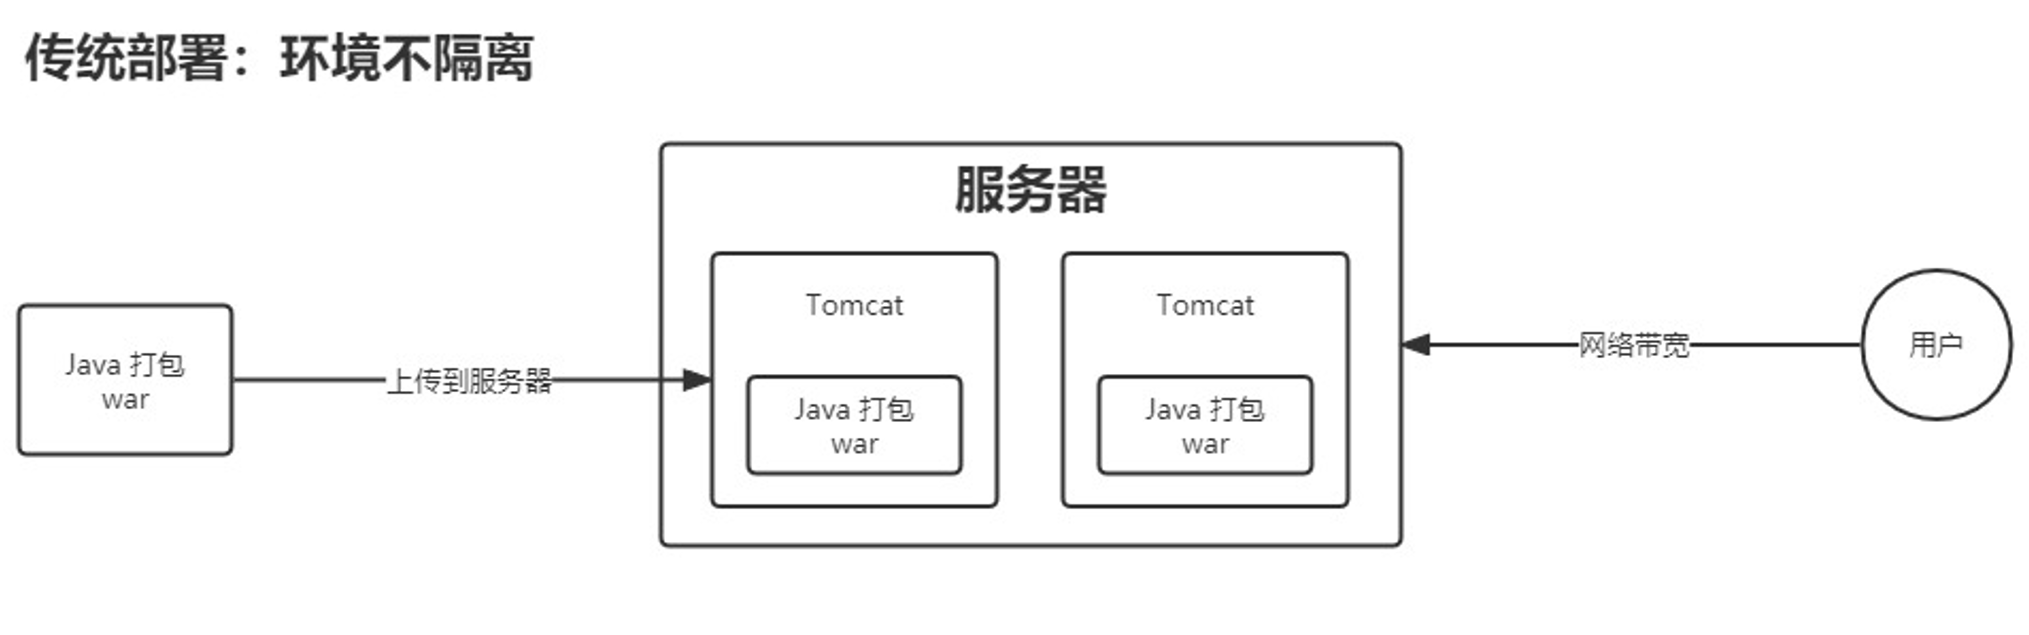 传统部署：环境不隔离
服务器
Tomcat
Tomcat
Java 打包
war
上传到服务器
Java 打包
war
Java 打包
war
网络带宽
用户